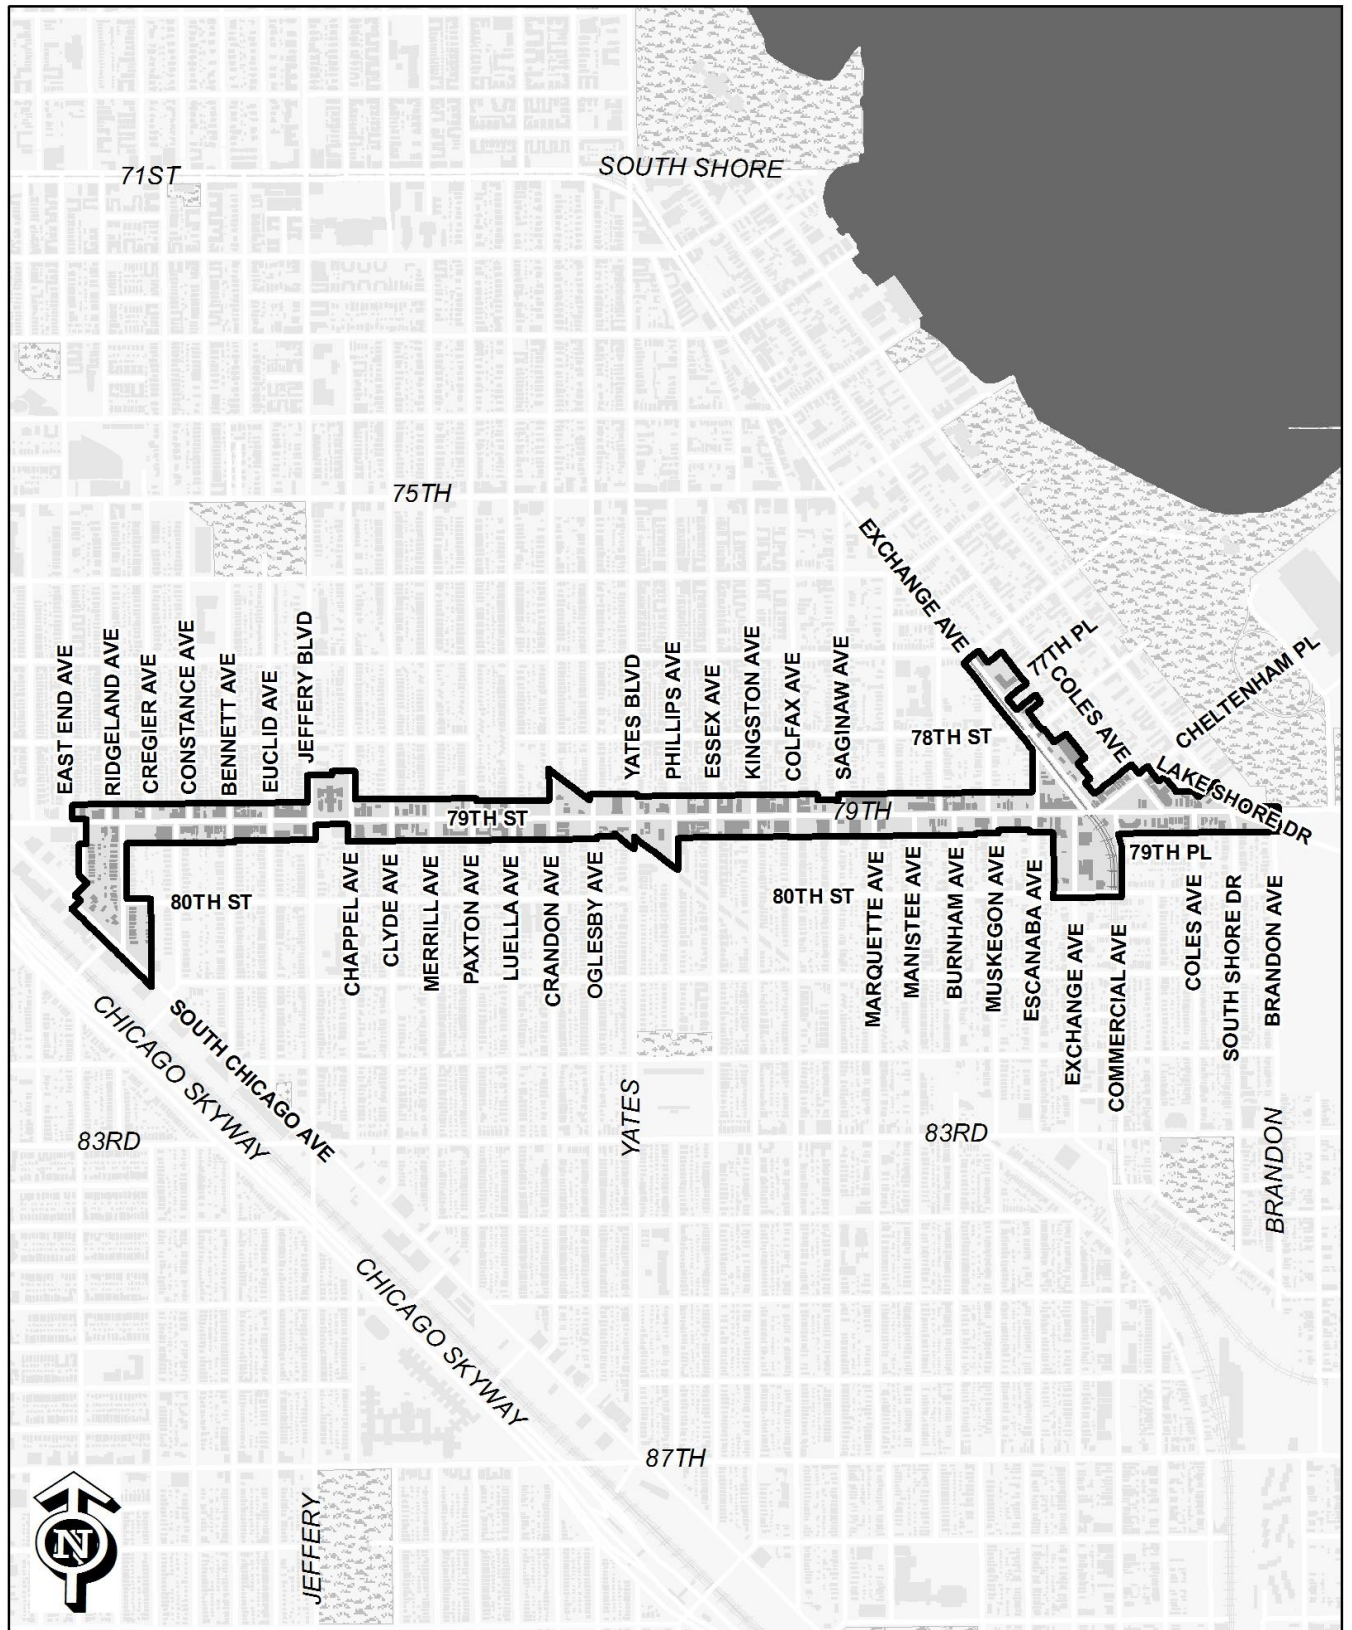 71ST
SOUTH SHORE
75TH
EXCHANGE AVE
77TH PL
COLES AVE
CHELTENHAM PL
LAKE SHORE DR
EAST END AVE
RIDGELAND AVE
CREGIER AVE
CONSTANCE AVE
BENNETT AVE
EUCLID AVE
JEFFERY BLVD
YATES BLVD
PHILLIPS AVE
ESSEX AVE
KINGSTON AVE
COLFAX AVE
SAGINAW AVE
78TH ST
79TH ST
79TH
79TH PL
80TH ST
80TH ST
CHAPPEL AVE
CLYDE AVE
MERRILL AVE
PAXTON AVE
LUELLA AVE
CRANDON AVE
OGLESBY AVE
MARQUETTE AVE
MANISTEE AVE
BURNHAM AVE
MUSKEGON AVE
ESCANABA AVE
EXCHANGE AVE
COMMERCIAL AVE
COLES AVE
SOUTH SHORE DR
BRANDON AVE
SOUTH CHICAGO AVE
CHICAGO SKYWAY
83RD
YATES
83RD
BRANDON
CHICAGO SKYWAY
87TH
JEFFERY
N